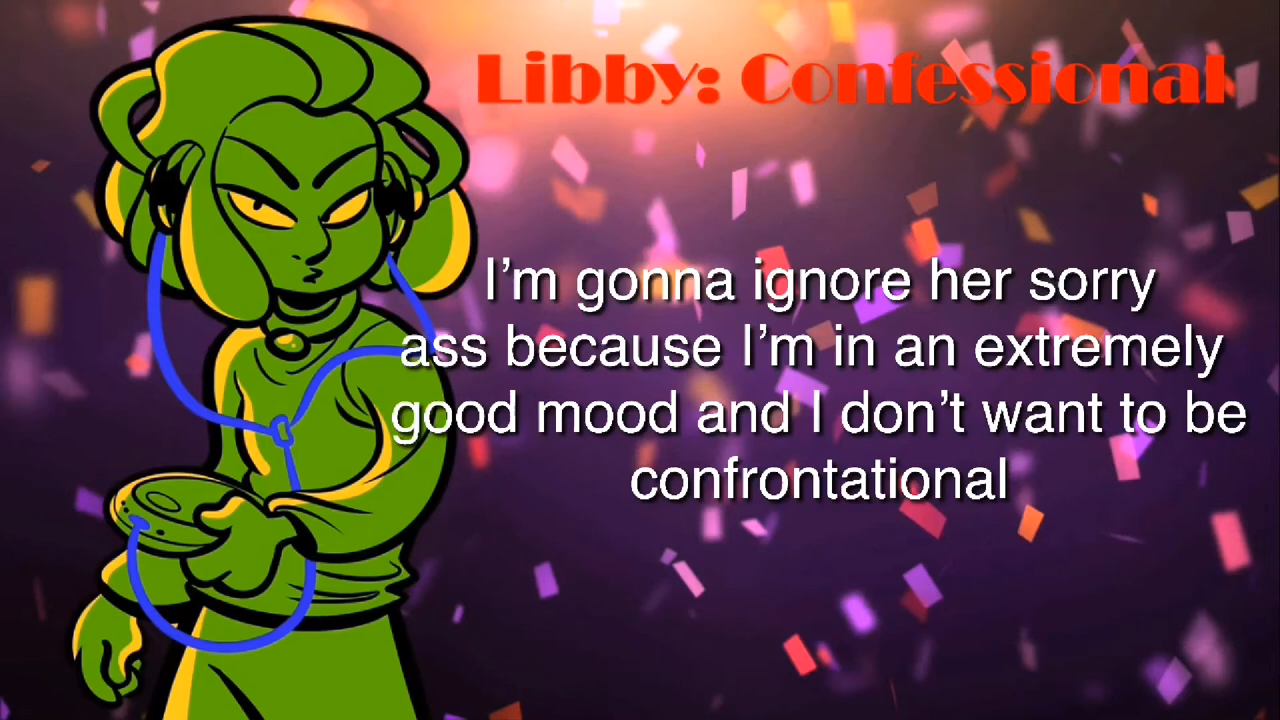 Libby: Confessional
I’m gonna ignore her sorry
ass because I’m in an extremely
good mood and I don’t want to be
confrontational